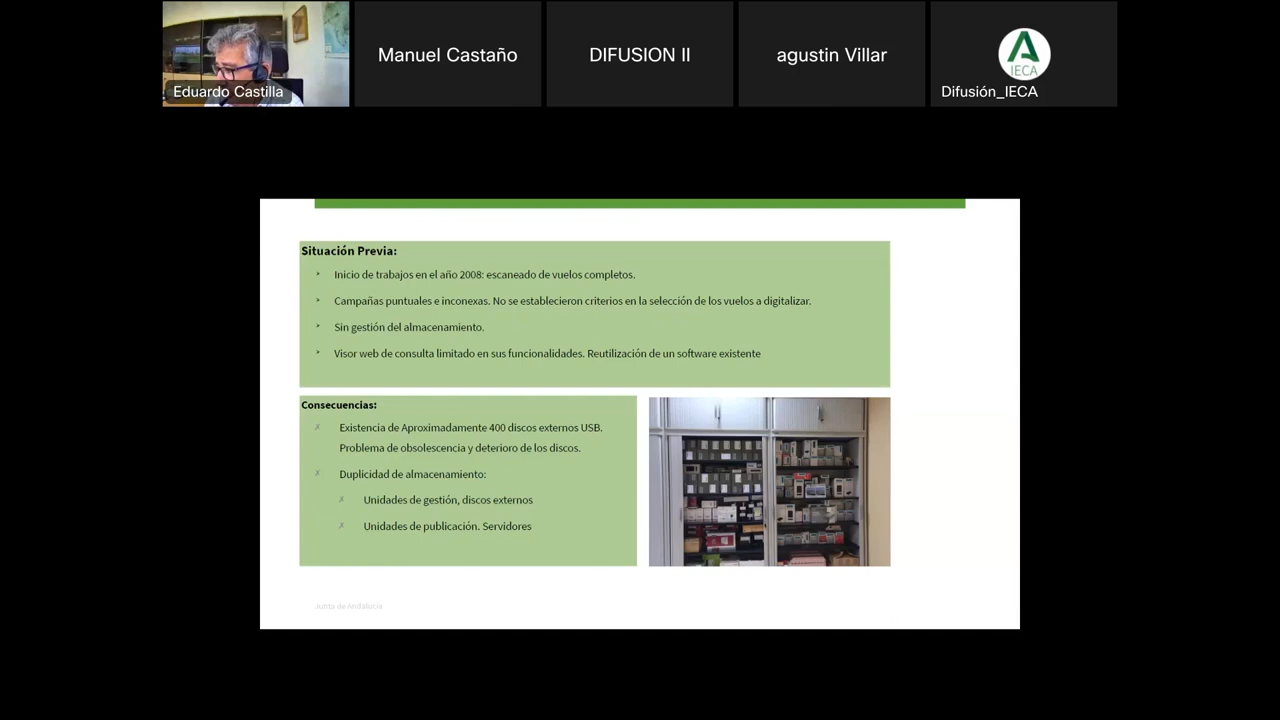 Eduardo Castilla
Manuel Castaño
DIFUSION II
agustin Villar
IECA
Difusión_IECA
Situación Previa:
Inicio de trabajos en el año 2008: escaneado de vuelos completos.
Campañas puntuales e inconexas. No se establecieron criterios en la selección de los vuelos a digitalizar.
Sin gestión del almacenamiento.
Visor web de consulta limitado en sus funcionalidades. Reutilización de un software existente
Consecuencias:
Existencia de Aproximadamente 400 discos externos USB.
Problema de obsolescencia y deterioro de los discos.
Duplicidad de almacenamiento:
Unidades de gestión, discos externos
Unidades de publicación. Servidores
Junta de Andalucía